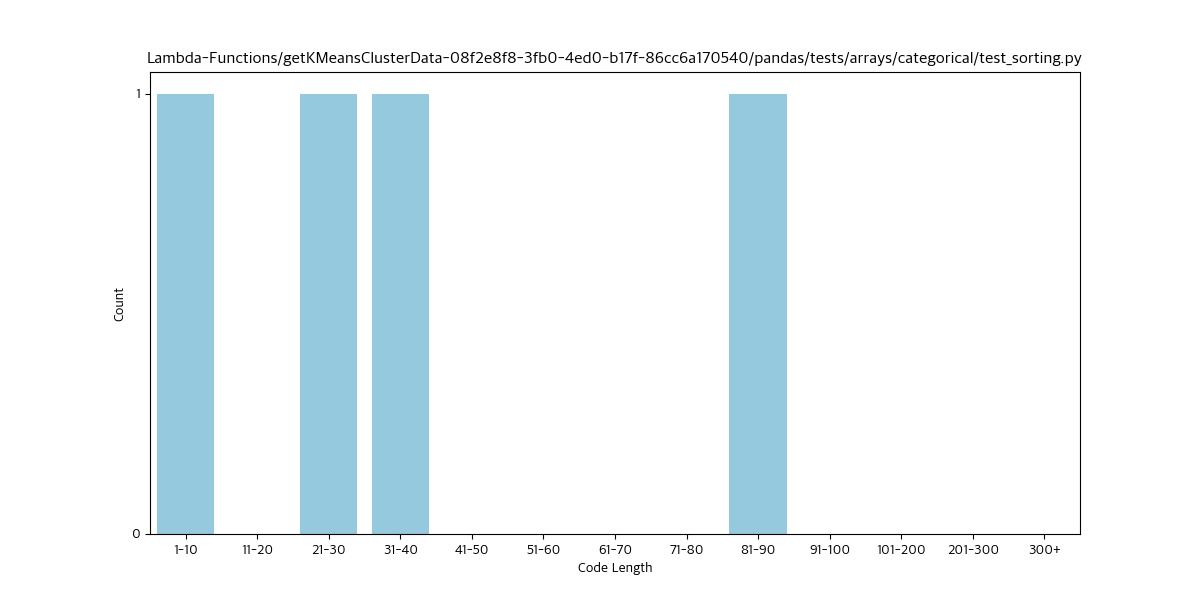 Lambda-Functions/getKMeansClusterData-08f2e8f8-3fb0-4ed0-b17f-86cc6a170540/pandas/tests/arrays/categorical/test_sorting.py
1
Count
0
1-10 11-20 21-30 31-40 41-50 51-60 61-70 71-80 81-90 91-100 101-200 201-300 300+
Code Length